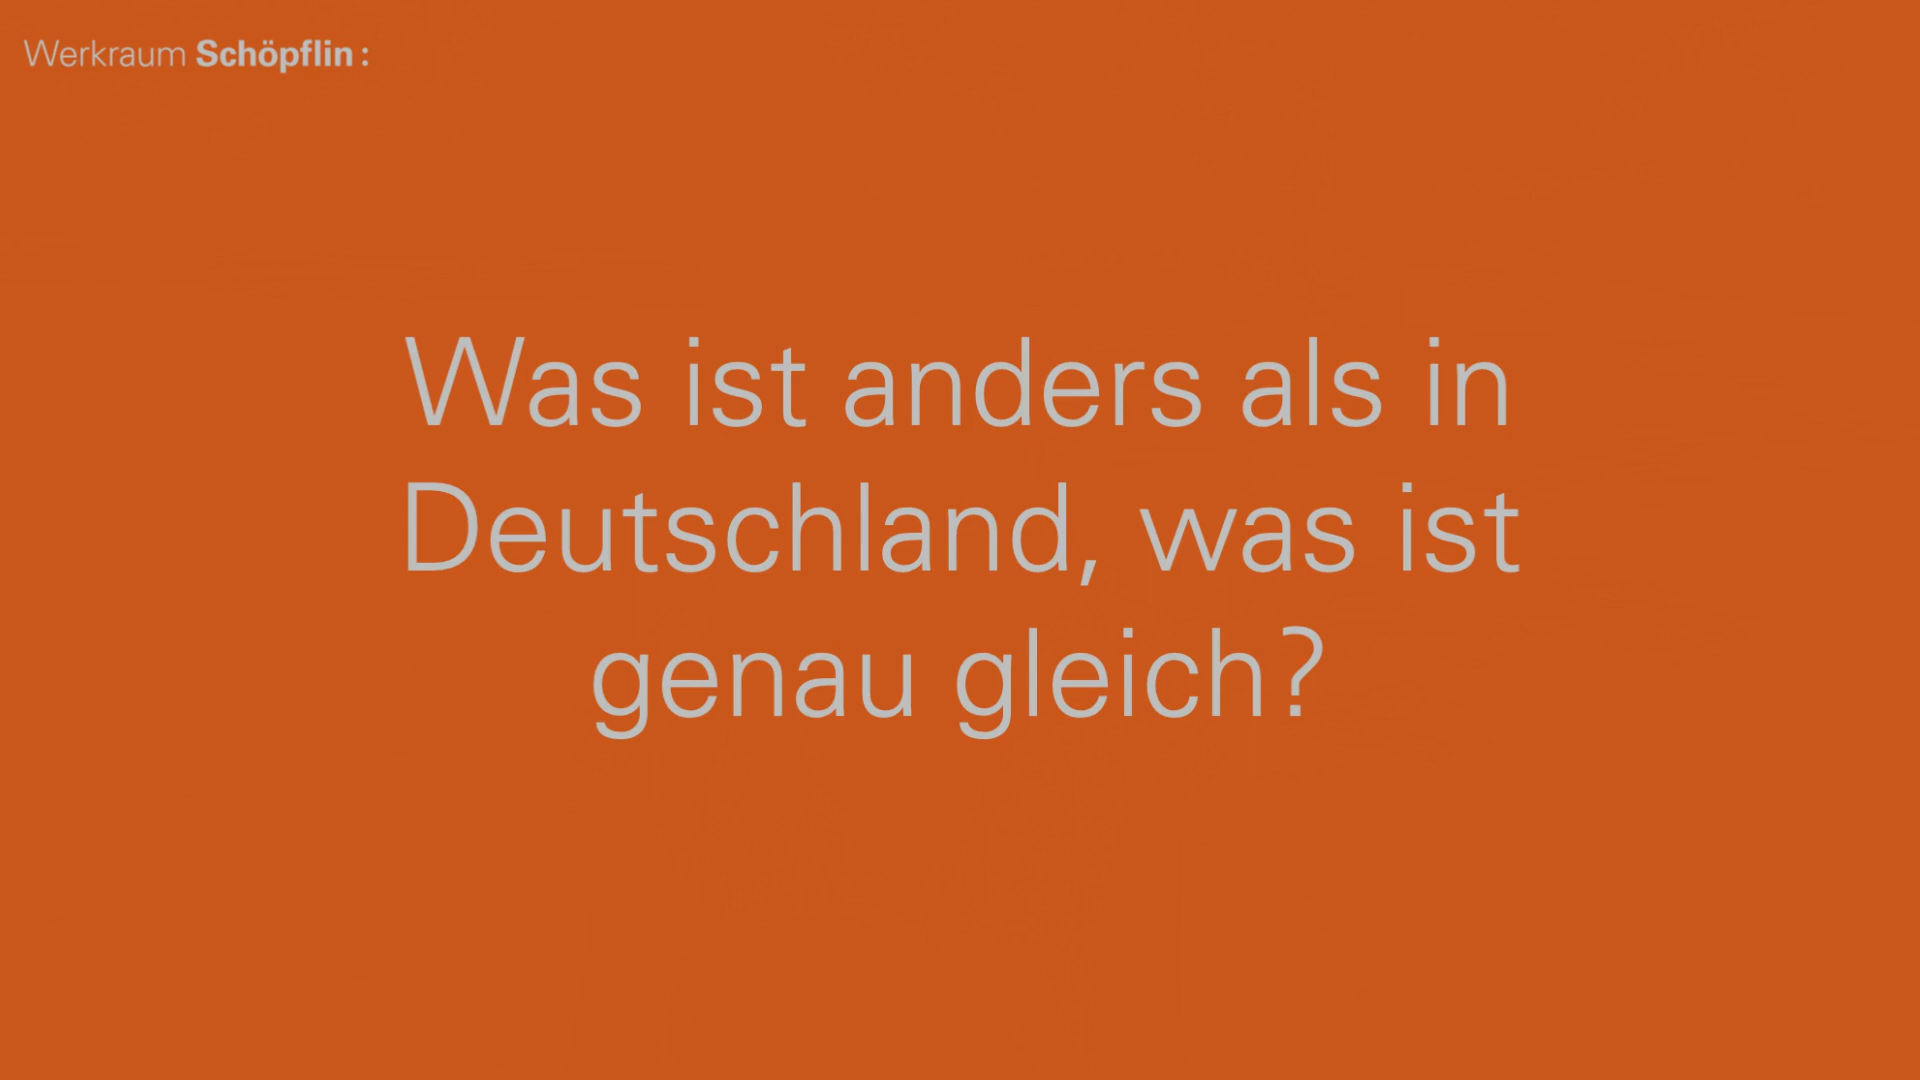 Werkraum Schöpflin:
Was ist anders als in
Deutschland, was ist
genau gleich?